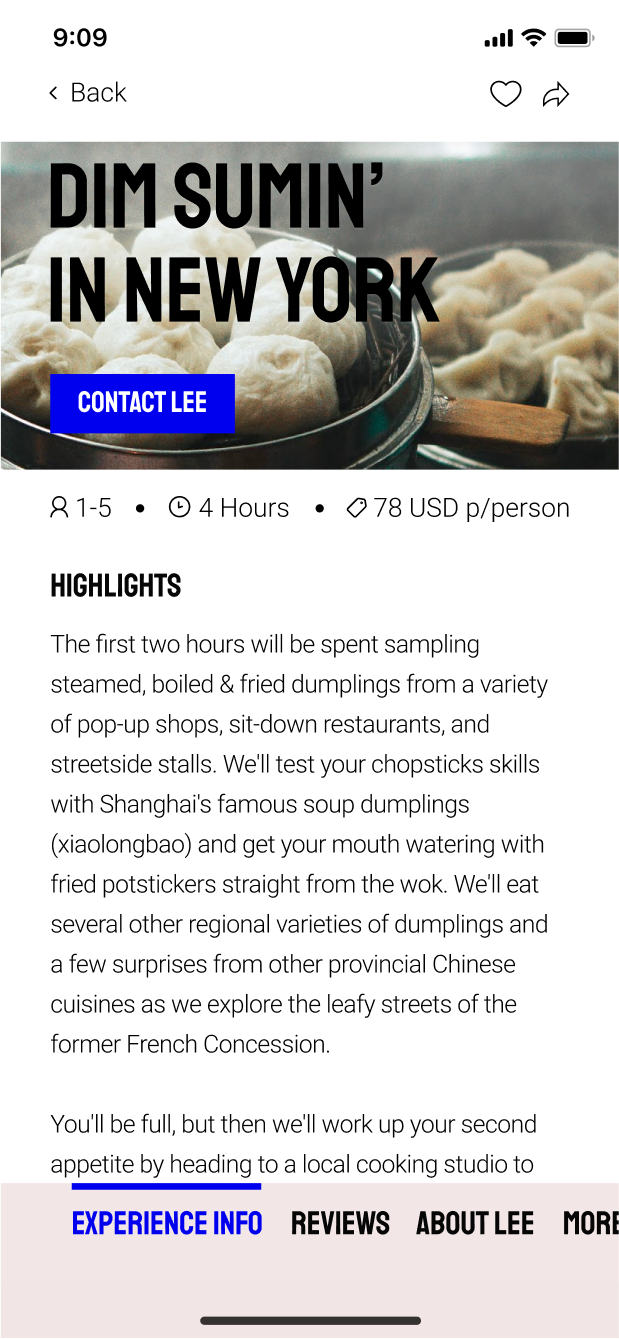 9:09
Back
DIM SUMIN’
IN NEW YORK
CONTACT LEE
1-5 • 4 Hours • 78 USD p/person
HIGHLIGHTS
The first two hours will be spent sampling
steamed, boiled & fried dumplings from a variety
of pop-up shops, sit-down restaurants, and
streetside stalls. We'll test your chopsticks skills
with Shanghai's famous soup dumplings
(xiaolongbao) and get your mouth watering with
fried potstickers straight from the wok. We'll eat
several other regional varieties of dumplings and
a few surprises from other provincial Chinese
cuisines as we explore the leafy streets of the
former French Concession.
You'll be full, but then we'll work up your second
appetite by heading to a local cooking studio to
EXPERIENCE INFO REVIEWS ABOUT LEE MORE